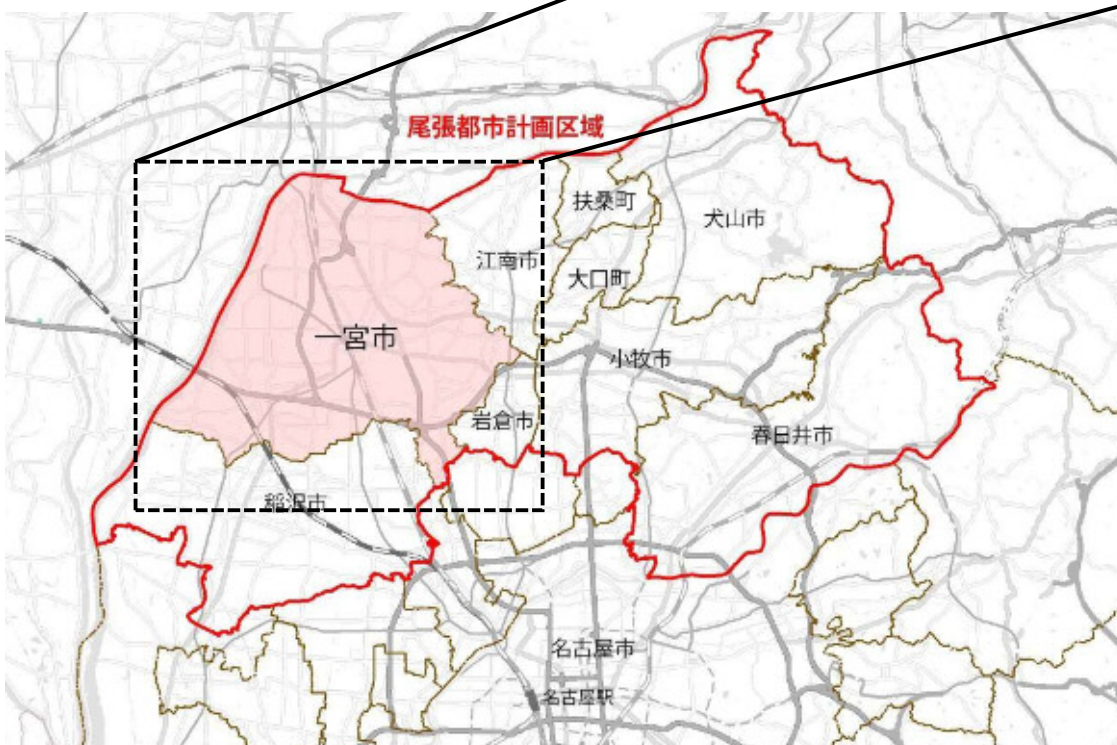 尾張都市計画区域
扶桑町
犬山市
江南市
大口町
一宮市
小牧市
岩倉市
春日井市
稲沢市
名古屋市
名古屋駅